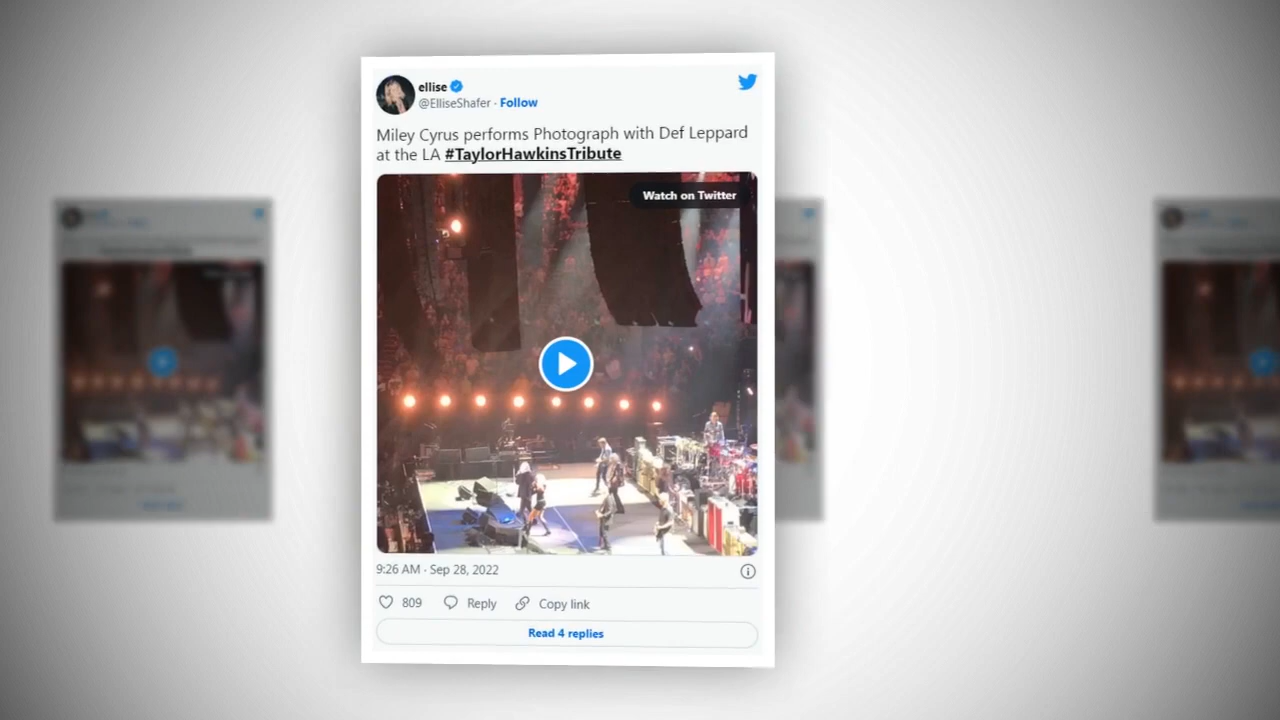 ellise
@ElliseShafer · Follow
Miley Cyrus performs Photograph with Def Leppard
at the LA #TaylorHawkinsTribute
Watch on Twitter
9:26 AM · Sep 28, 2022
809 Reply Copy link
Read 4 replies